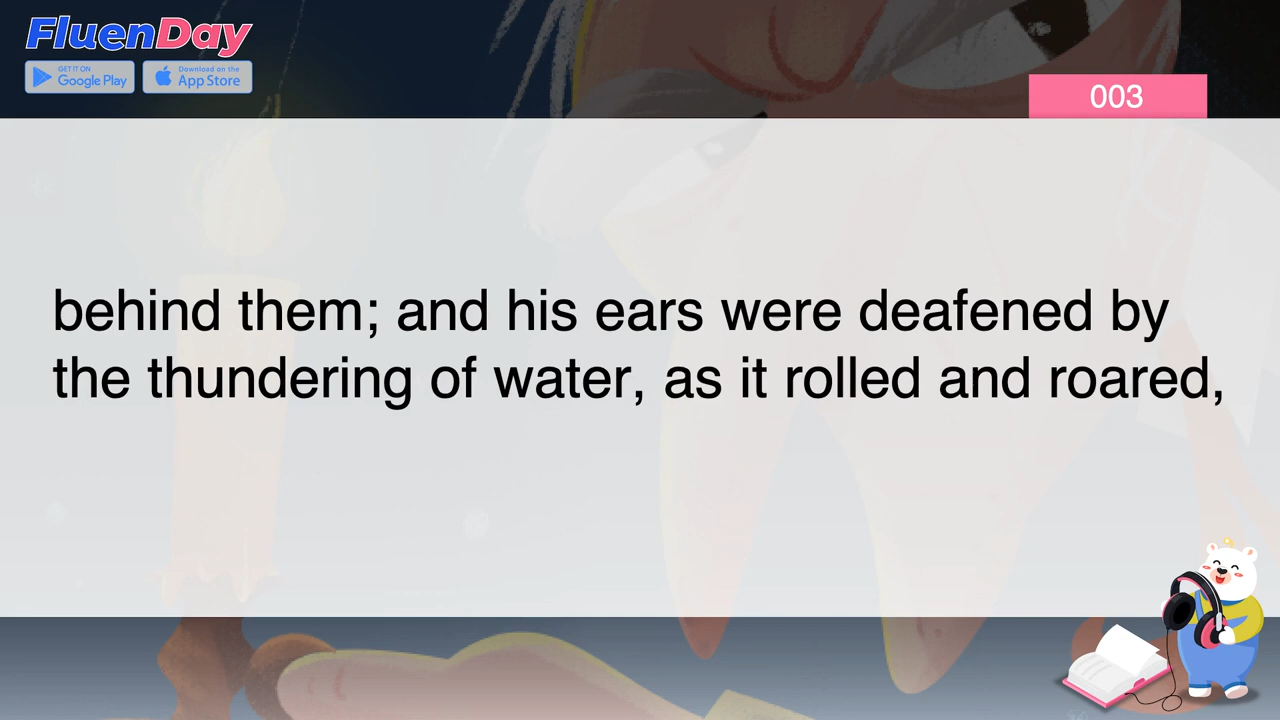 FluenDay
GET IT ON
Google Play
Download on the
App Store
003
behind them; and his ears were deafened by
the thundering of water, as it rolled and roared,